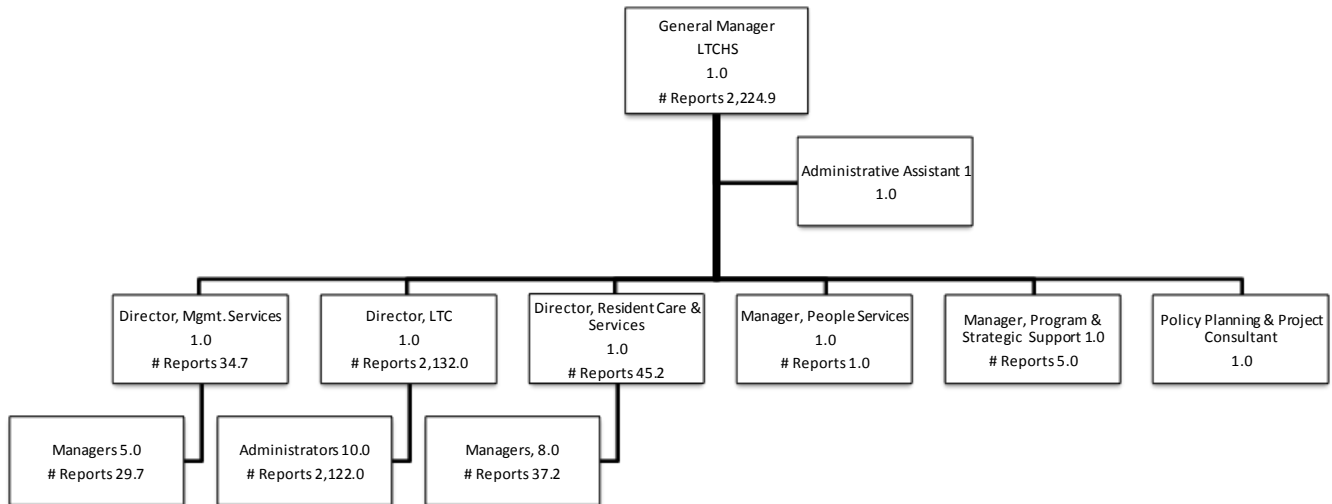 General Manager
LTCHS
1.0
# Reports 2,224.9
Administrative Assistant 1
1.0
Director, Mgmt. Services
1.0
# Reports 34.7
Director, LTC
1.0
# Reports 2,132.0
Director, Resident Care &
Services
1.0
# Reports 45.2
Manager, People Services
1.0
# Reports 1.0
Manager, Program &
Strategic Support 1.0
# Reports 5.0
Policy Planning & Project
Consultant
1.0
Managers 5.0
# Reports 29.7
Administrators 10.0
# Reports 2,122.0
Managers, 8.0
# Reports 37.2